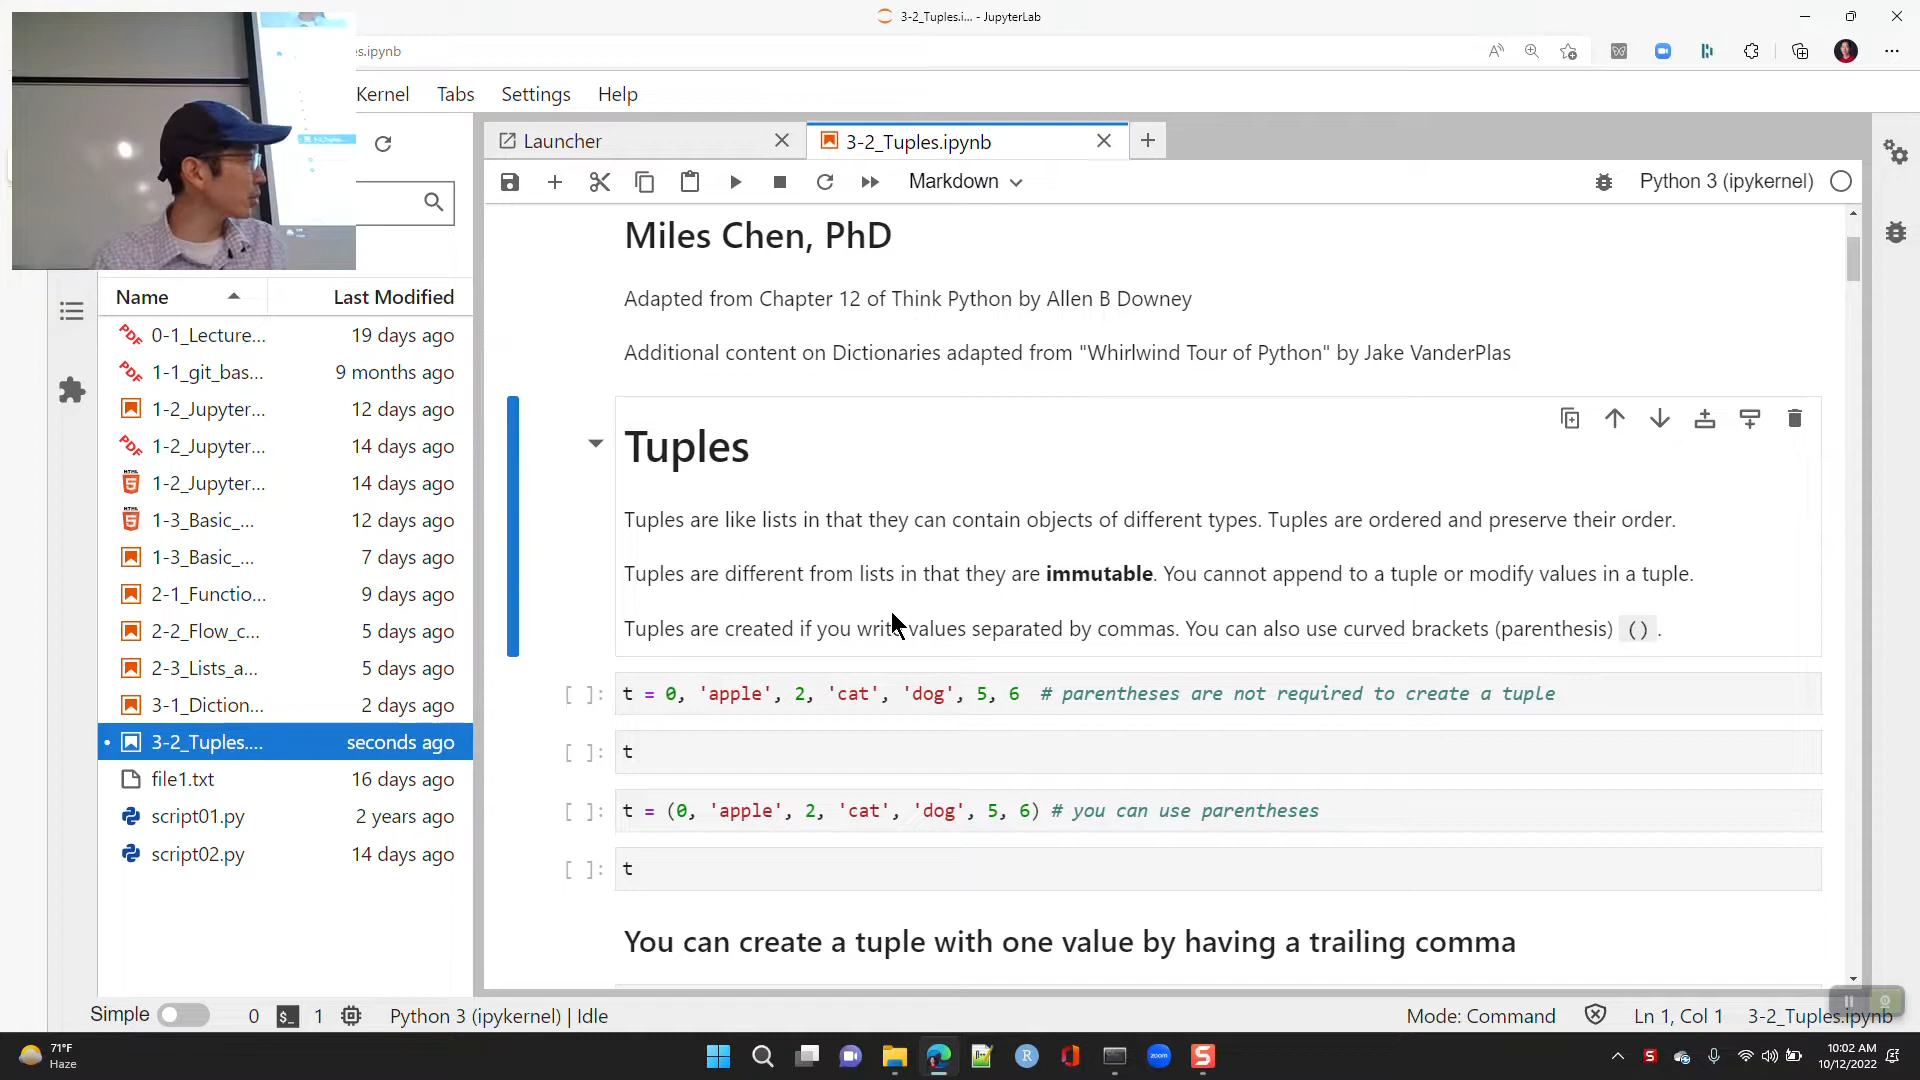 3-2_Tuples.i... - JupyterLab
es.ipynb
Kernel Tabs Settings Help
Launcher
3-2_Tuples.ipynb
Markdown
Python 3 (ipykernel)
Name Last Modified
0-1_Lecture... 19 days ago
1-1_git_bas... 9 months ago
1-2_Jupyter... 12 days ago
1-2_Jupyter... 14 days ago
1-2_Jupyter... 14 days ago
1-3_Basic_... 12 days ago
1-3_Basic_... 7 days ago
2-1_Functio... 9 days ago
2-2_Flow_c... 5 days ago
2-3_Lists_a... 5 days ago
3-1_Diction... 2 days ago
3-2_Tuples.... seconds ago
file1.txt 16 days ago
script01.py 2 years ago
script02.py 14 days ago
Miles Chen, PhD
Adapted from Chapter 12 of Think Python by Allen B Downey
Additional content on Dictionaries adapted from "Whirlwind Tour of Python" by Jake VanderPlas
Tuples
Tuples are like lists in that they can contain objects of different types. Tuples are ordered and preserve their order.
Tuples are different from lists in that they are immutable. You cannot append to a tuple or modify values in a tuple.
Tuples are created if you write values separated by commas. You can also use curved brackets (parenthesis) ().
[ ]: t = 0, 'apple', 2, 'cat', 'dog', 5, 6 # parentheses are not required to create a tuple
[ ]: t
[ ]: t = (0, 'apple', 2, 'cat', 'dog', 5, 6) # you can use parentheses
[ ]: t
You can create a tuple with one value by having a trailing comma
Simple 0 $_ 1 Python 3 (ipykernel) | Idle Mode: Command Ln 1, Col 1 3-2_Tuples.ipynb
71°F
Haze
zoom
10:02 AM
10/12/2022